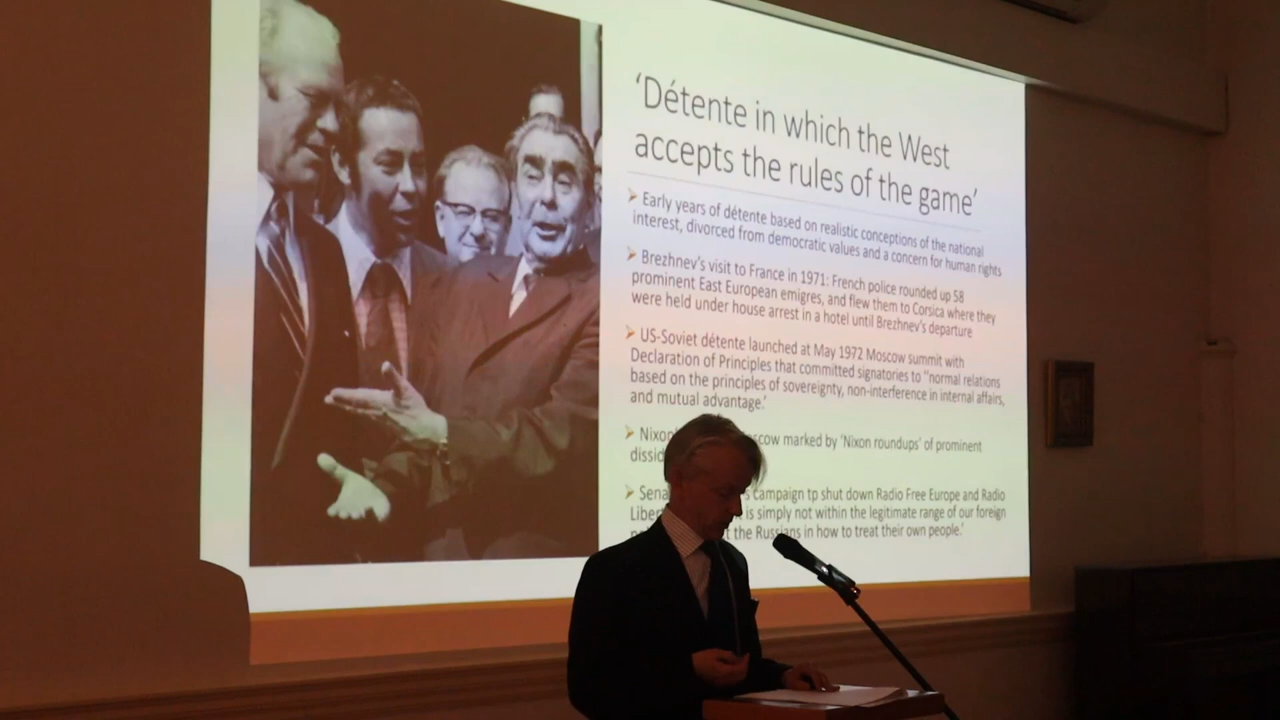 ‘Détente in which the West
accepts the rules of the game’
Early years of détente based on realistic conceptions of the national
interest, divorced from democratic values and a concern for human rights
Brezhnev’s visit to France in 1971: French police rounded up 58
prominent East European emigres, and flew them to Corsica where they
were held under house arrest in a hotel until Brezhnev’s departure
US-Soviet détente launched at May 1972 Moscow summit with
Declaration of Principles that committed signatories to “normal relations
based on the principles of sovereignty, non-interference in internal affairs,
and mutual advantage.’
marked by ‘Nixon roundups’ of prominent
campaign tp shut down Radio Free Europe and Radio
is simply not within the legitimate range of our foreign
the Russians in how to treat their own people.’